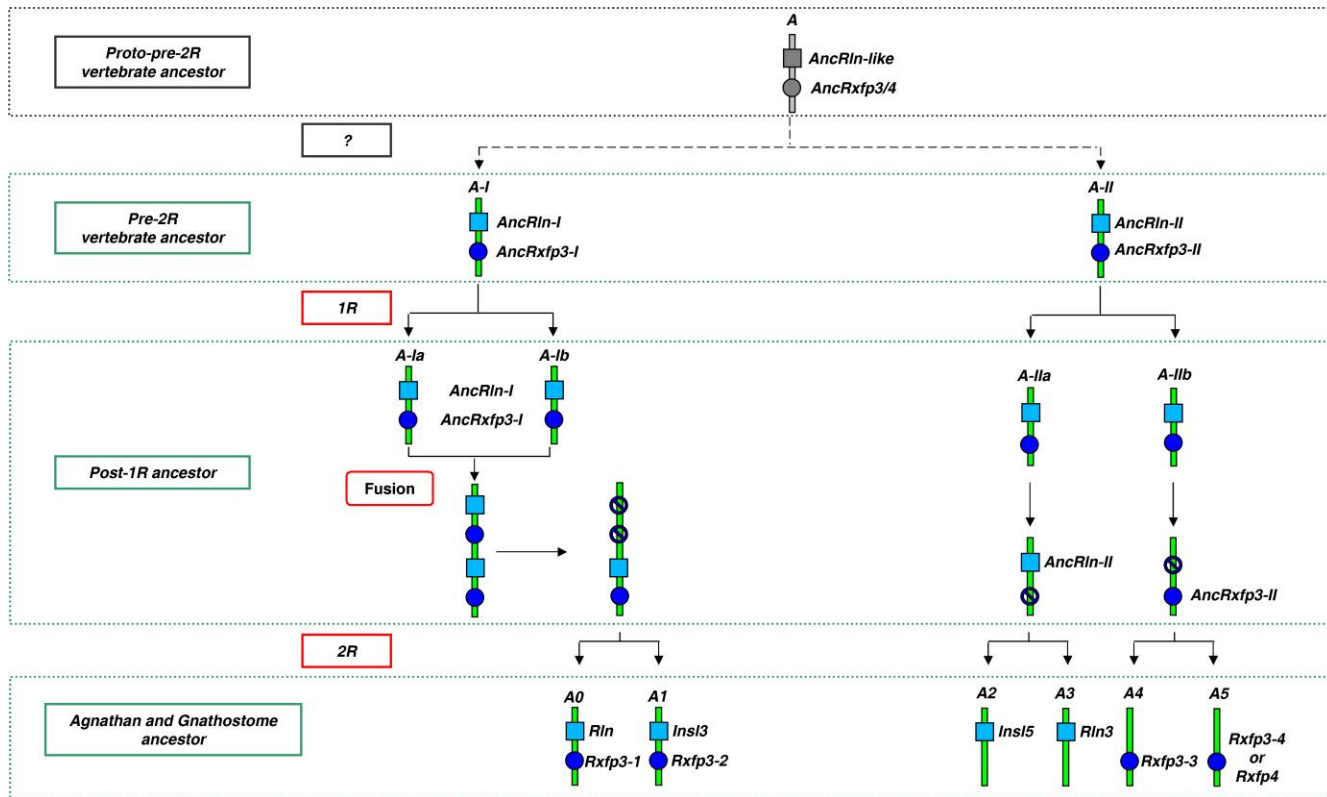 A
Proto-pre-2R
vertebrate ancestor
AncRln-like
AncRxfp3/4
?
A-I
A-II
Pre-2R
vertebrate ancestor
AncRln-I
AncRln-II
AncRxfp3-I
AncRxfp3-II
1R
A-Ia
A-Ib
A-IIa
A-IIb
AncRln-I
AncRxfp3-I
Post-1R ancestor
Fusion
AncRln-II
AncRxfp3-II
2R
A0
A1
A2
A3
A4
A5
Agnathan and Gnathostome
ancestor
Rln
Insl3
Insl5
Rln3
Rxfp3-1
Rxfp3-2
Rxfp3-3
Rxfp3-4
or
Rxfp4